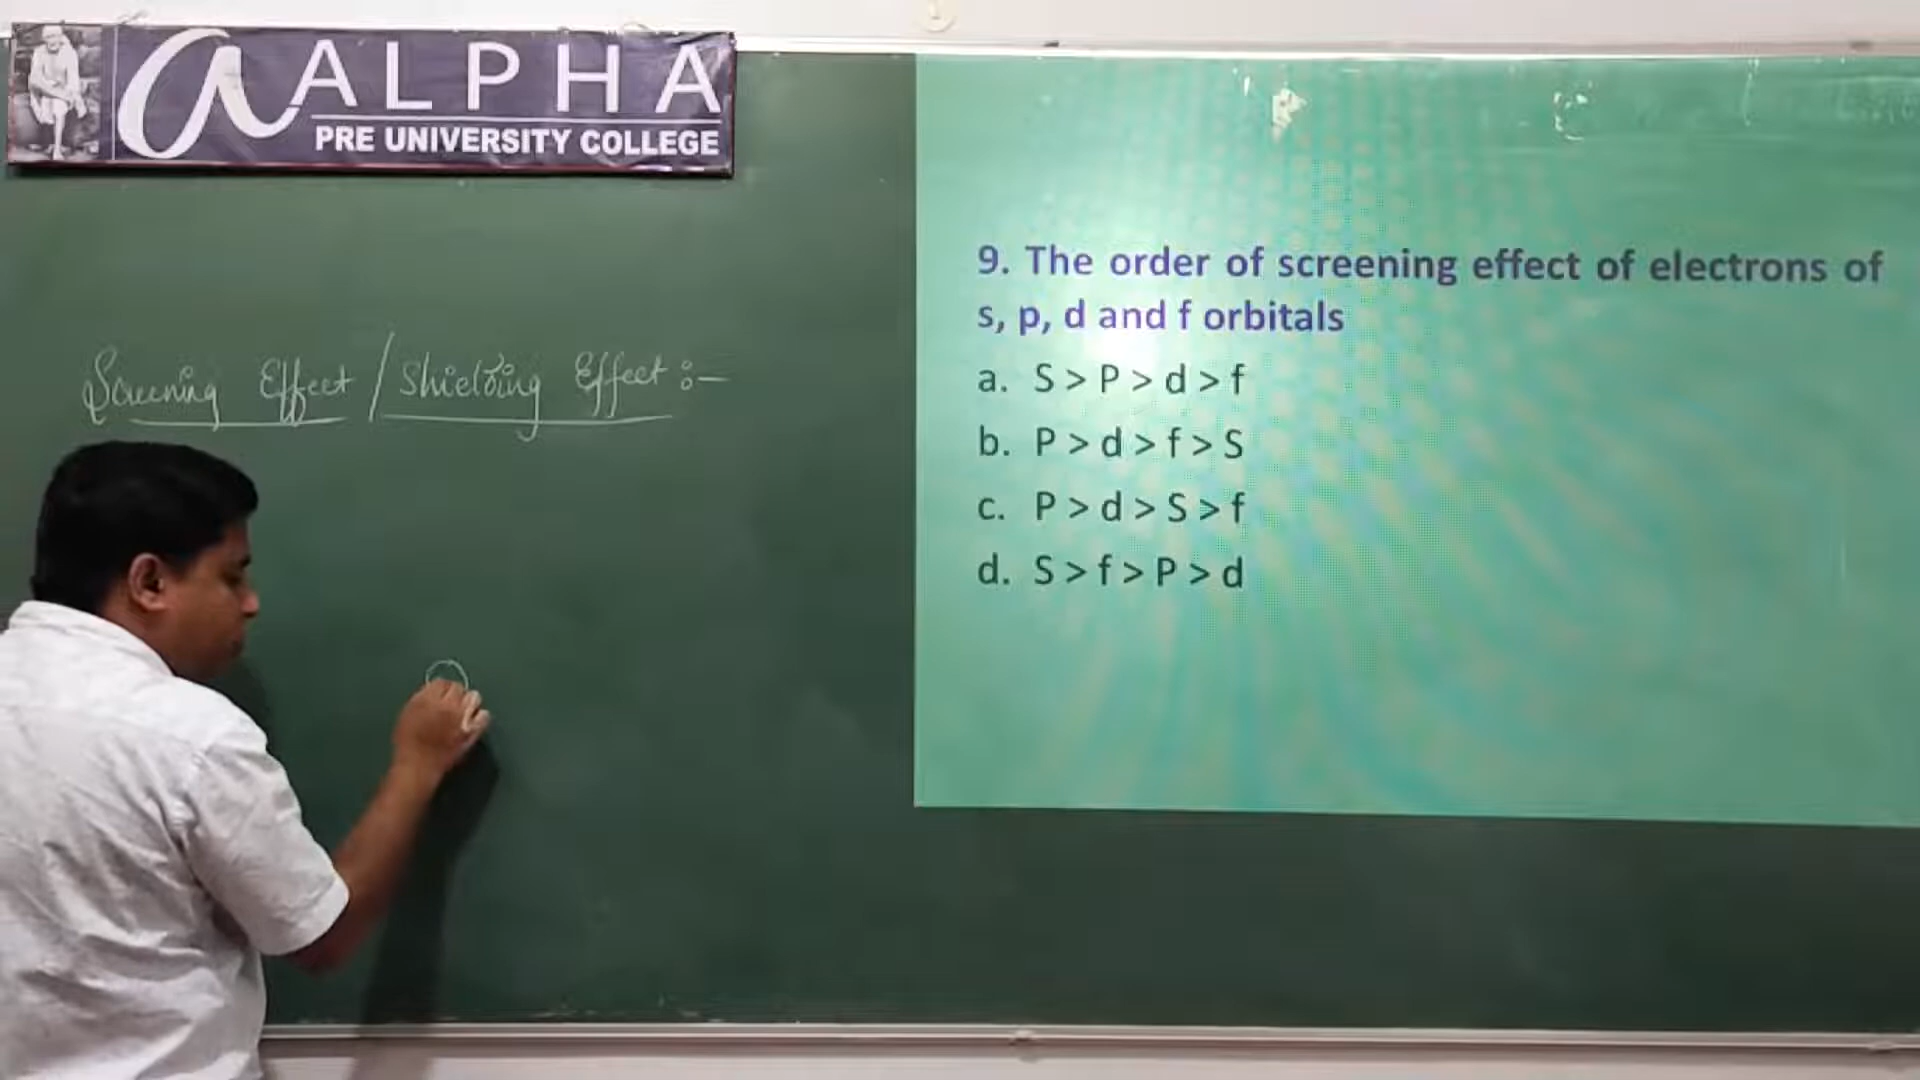 ALPHA
PRE UNIVERSITY COLLEGE
Screening Effect / Shielding Effect :-
9. The order of screening effect of electrons of
s, p, d and f orbitals
a. S > P > d > f
b. P > d > f > S
c. P > d > S > f
d. S > f > P > d